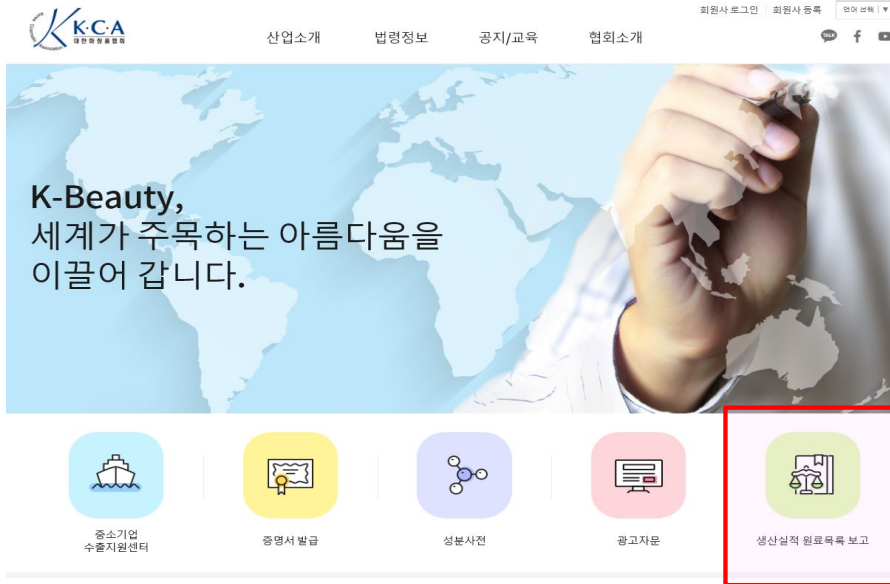 회원사 로그인 회원사 등록 언어 선택 ▼
K·C·A
대한화장품협회
산업소개 법령정보 공지/교육 협회소개
TALK
K-Beauty,
세계가 주목하는 아름다움을
이끌어 갑니다.
중소기업
수출지원센터
증명서 발급
성분사전
광고자문
생산실적 원료목록 보고